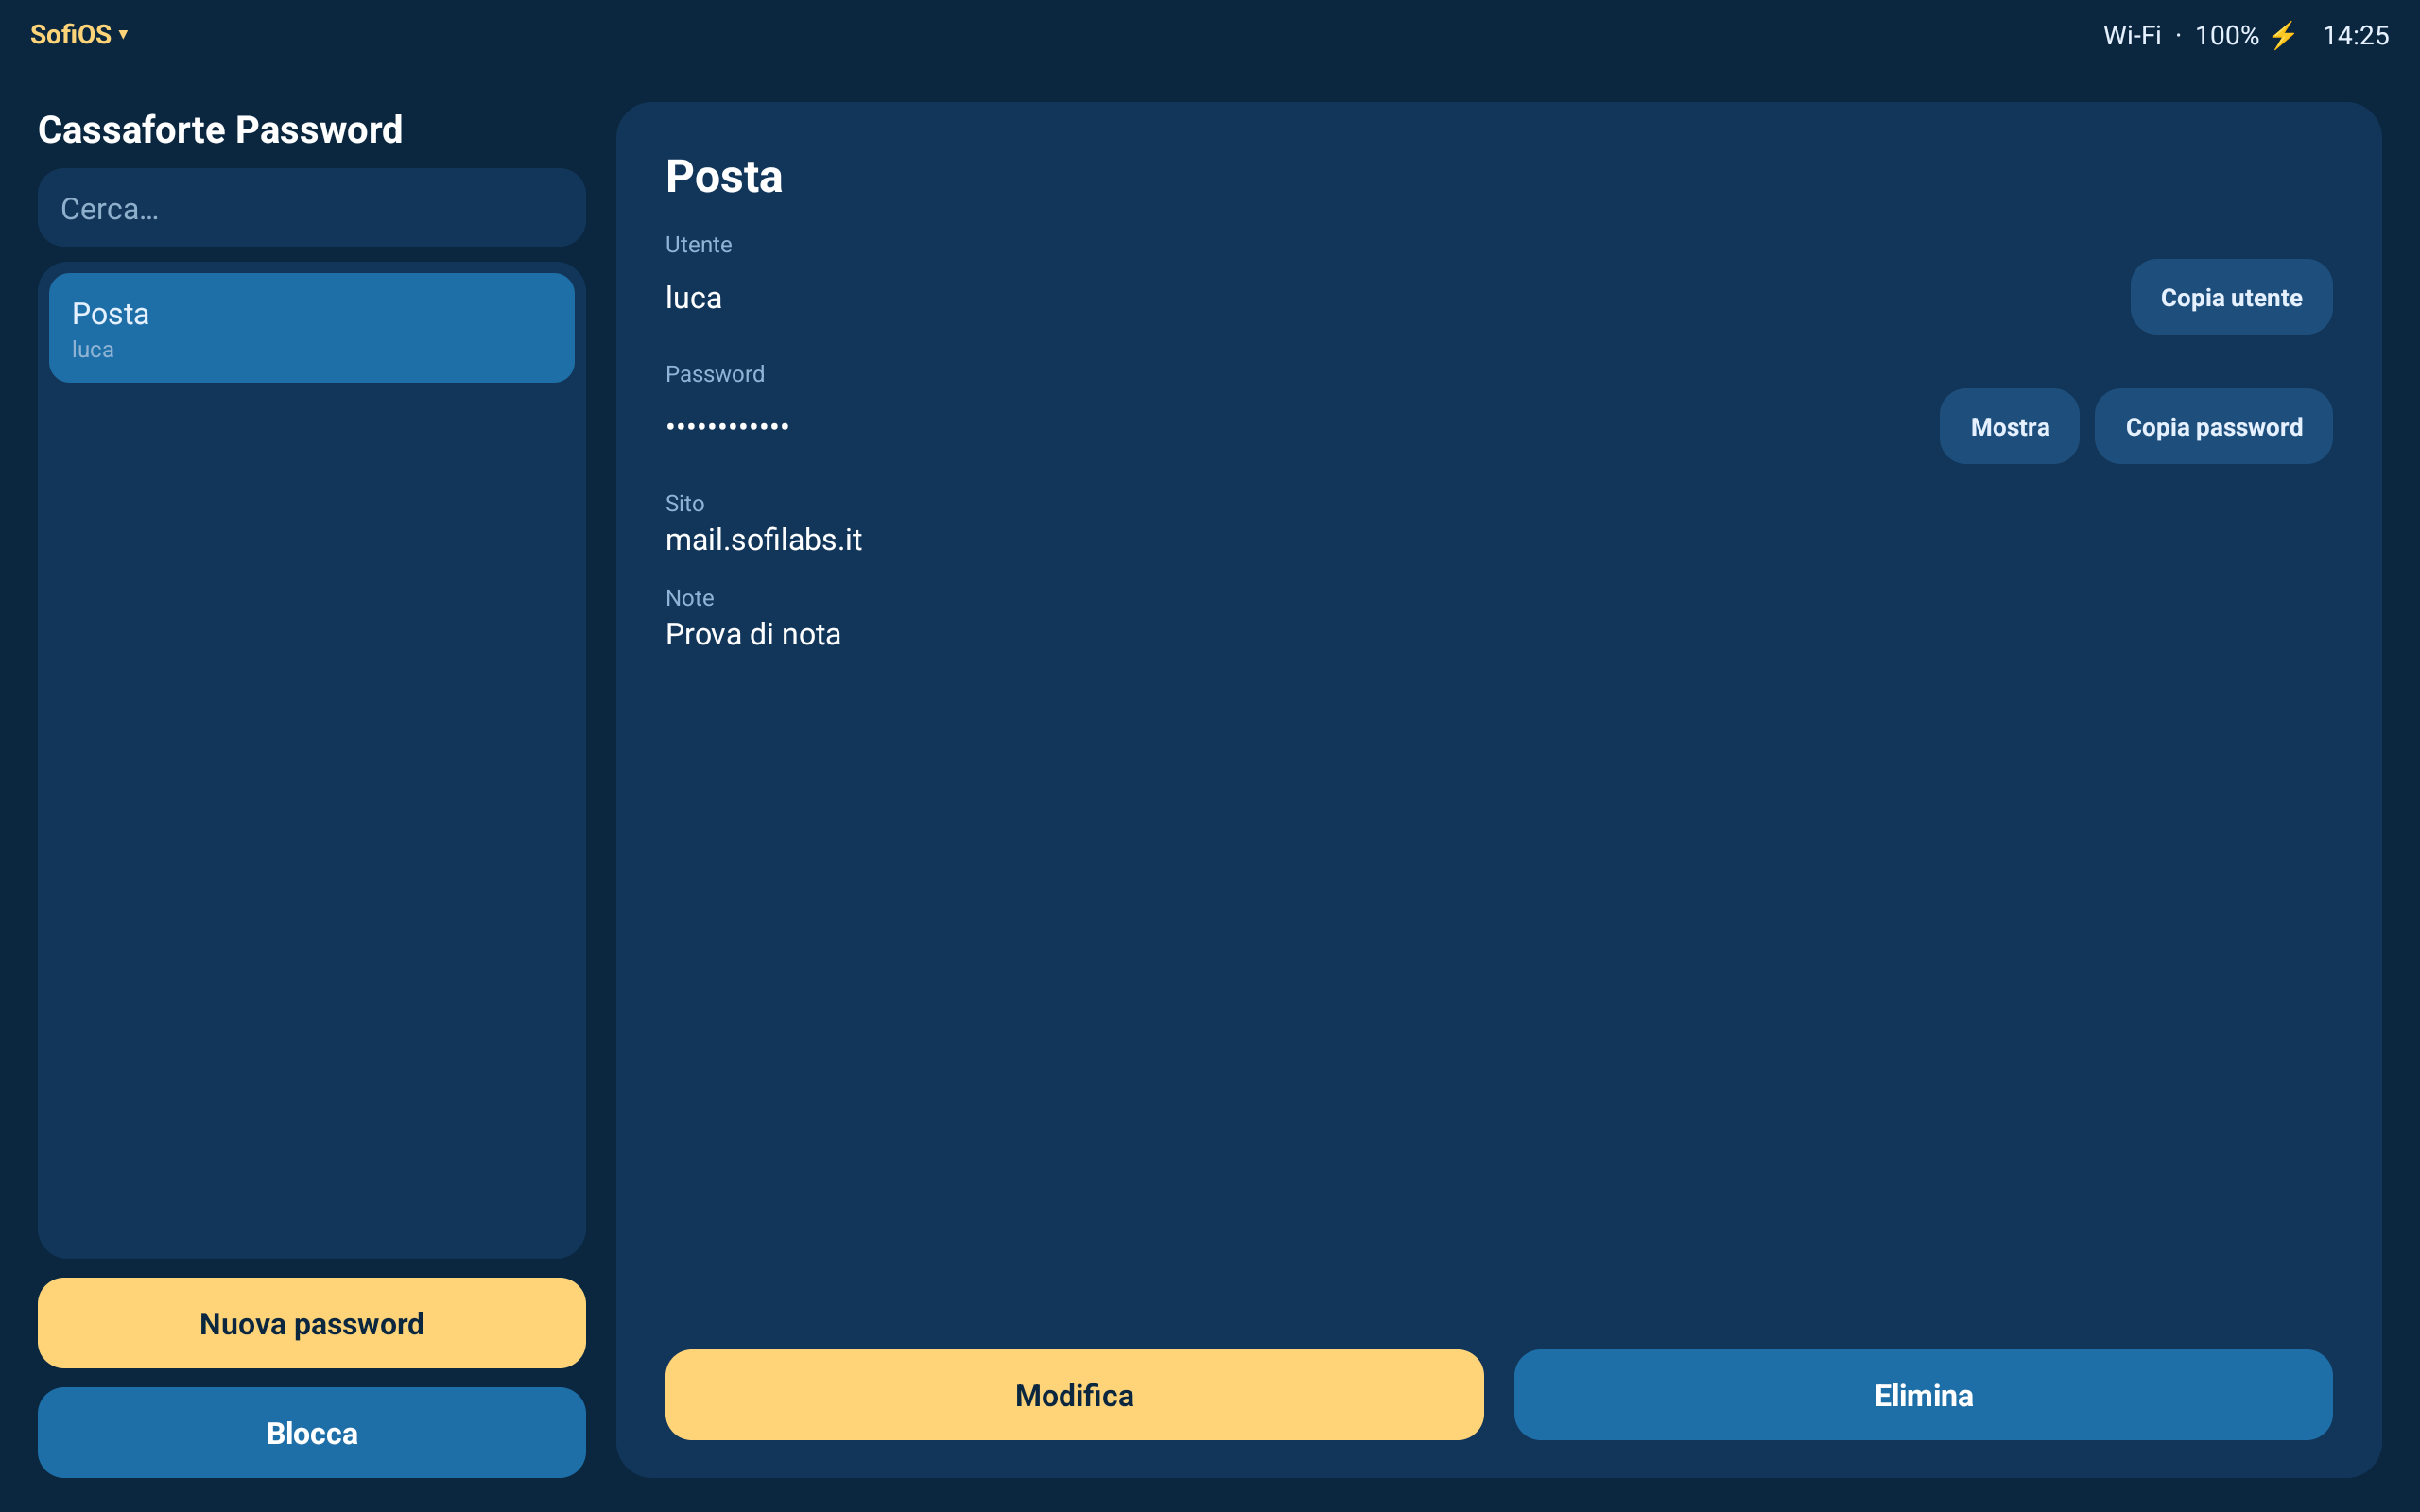 SofiOS ▾
Wi-Fi · 100% ⚡ 14:25
Cassaforte Password
Cerca...
Posta
luca
Nuova password
Blocca
Posta
Utente
luca
Copia utente
Password
••••••••••••
Mostra
Copia password
Sito
mail.sofilabs.it
Note
Prova di nota
Modifica
Elimina